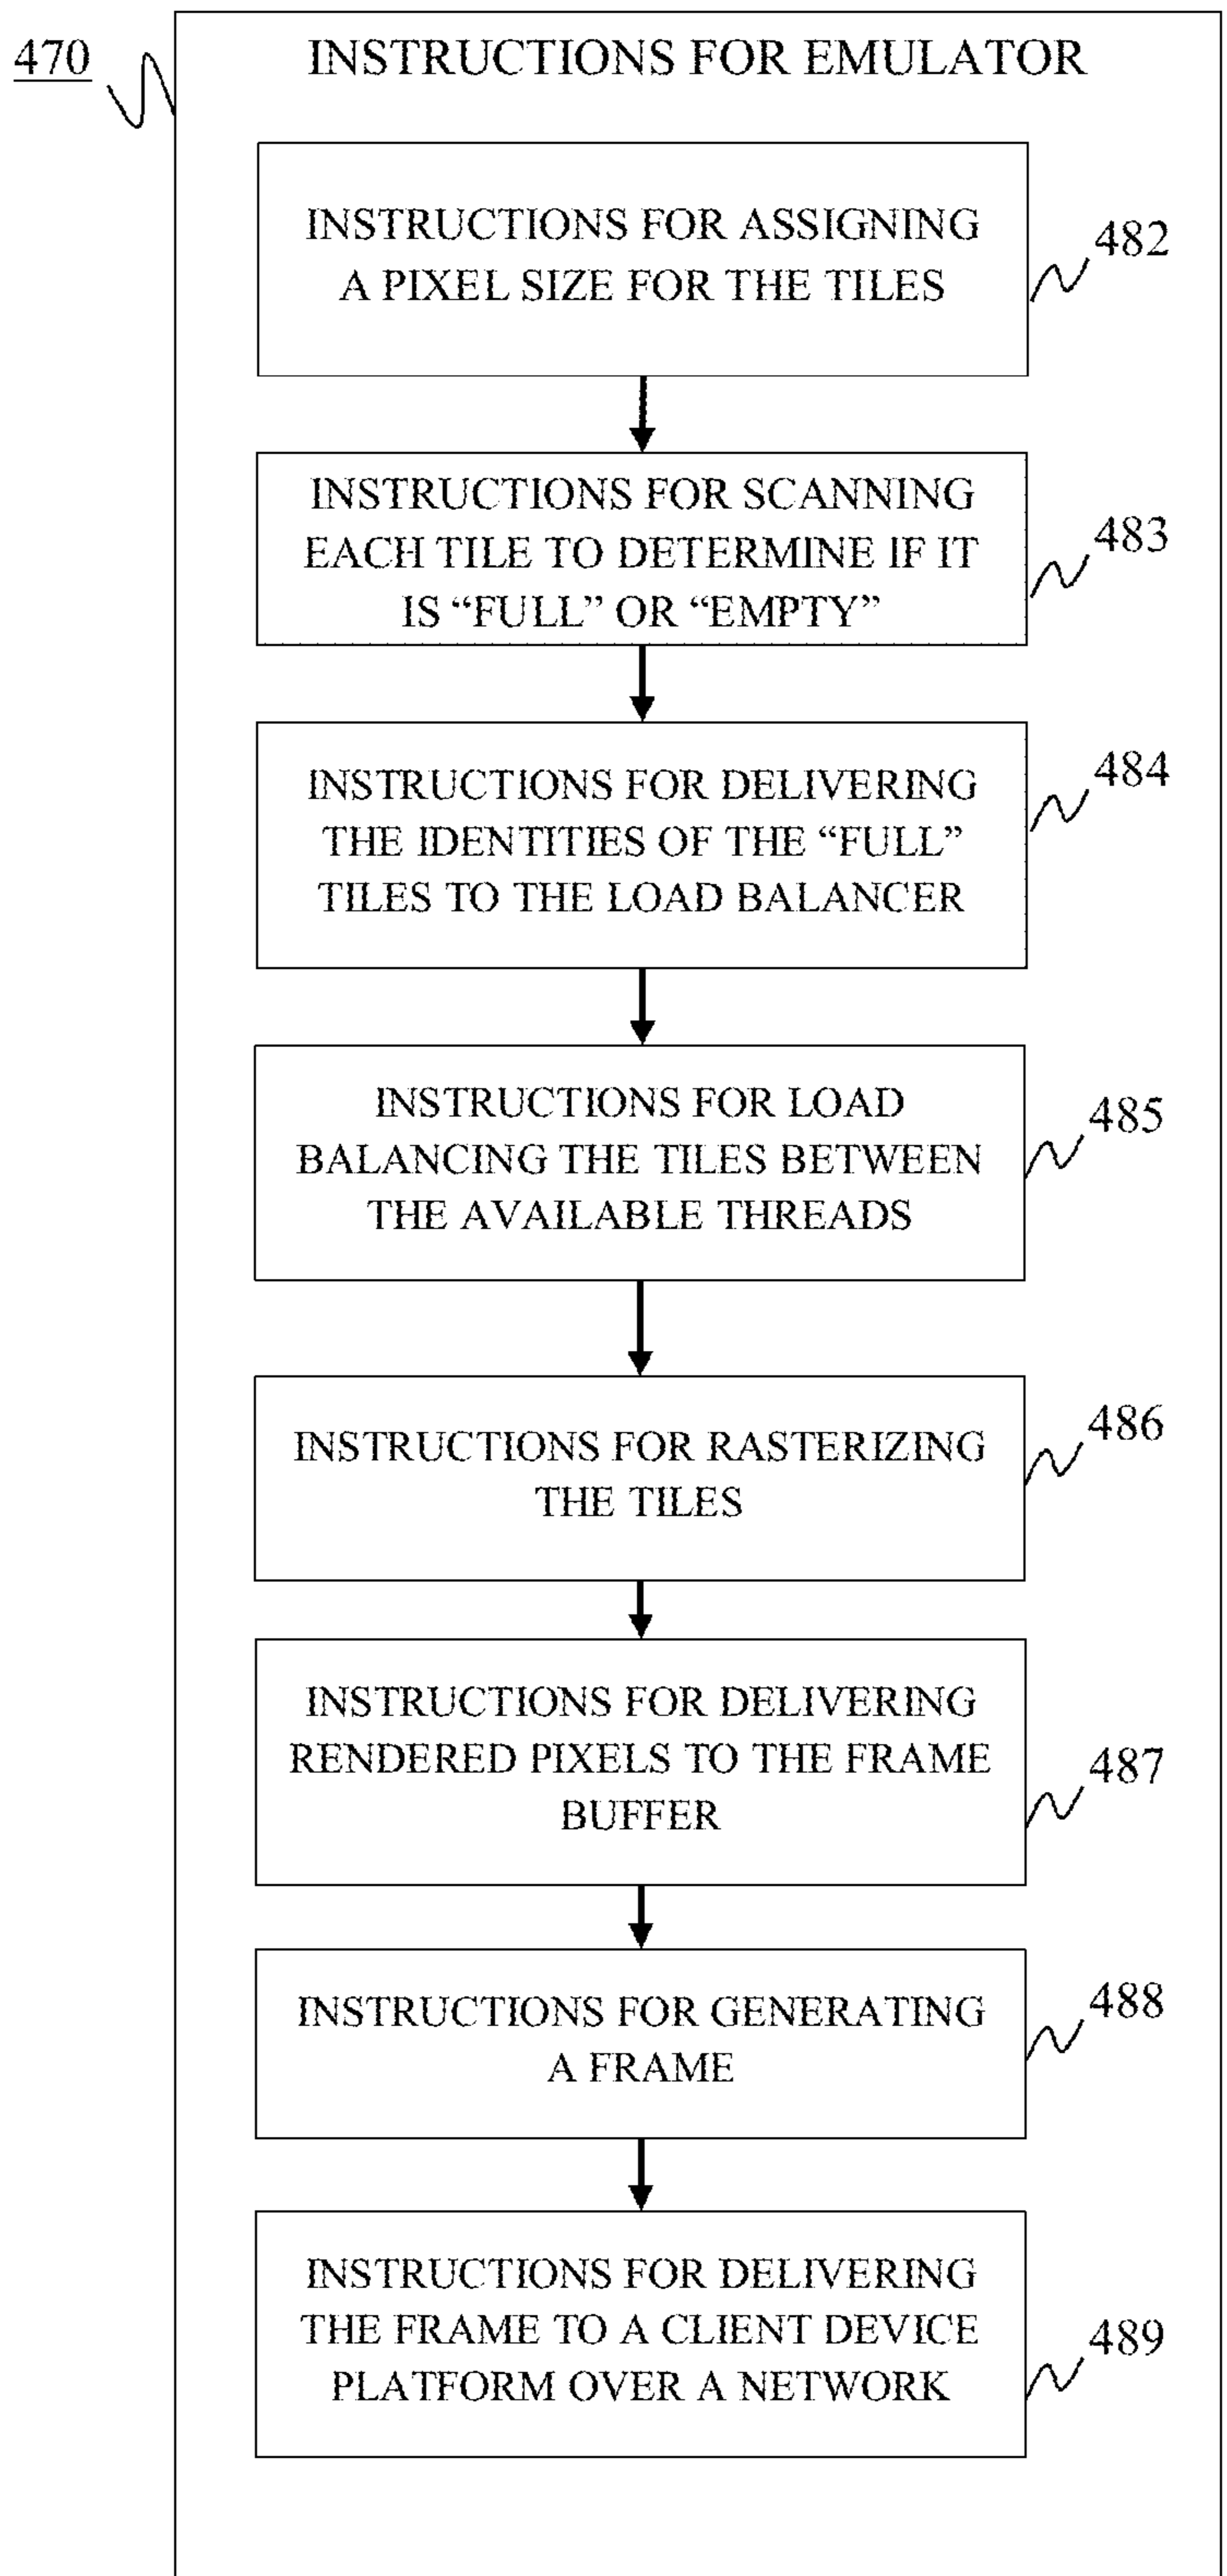 470
INSTRUCTIONS FOR EMULATOR
INSTRUCTIONS FOR ASSIGNING
A PIXEL SIZE FOR THE TILES
482
INSTRUCTIONS FOR SCANNING
EACH TILE TO DETERMINE IF IT
IS “FULL” OR “EMPTY”
483
INSTRUCTIONS FOR DELIVERING
THE IDENTITIES OF THE “FULL”
TILES TO THE LOAD BALANCER
484
INSTRUCTIONS FOR LOAD
BALANCING THE TILES BETWEEN
THE AVAILABLE THREADS
485
INSTRUCTIONS FOR RASTERIZING
THE TILES
486
INSTRUCTIONS FOR DELIVERING
RENDERED PIXELS TO THE FRAME
BUFFER
487
INSTRUCTIONS FOR GENERATING
A FRAME
488
INSTRUCTIONS FOR DELIVERING
THE FRAME TO A CLIENT DEVICE
PLATFORM OVER A NETWORK
489